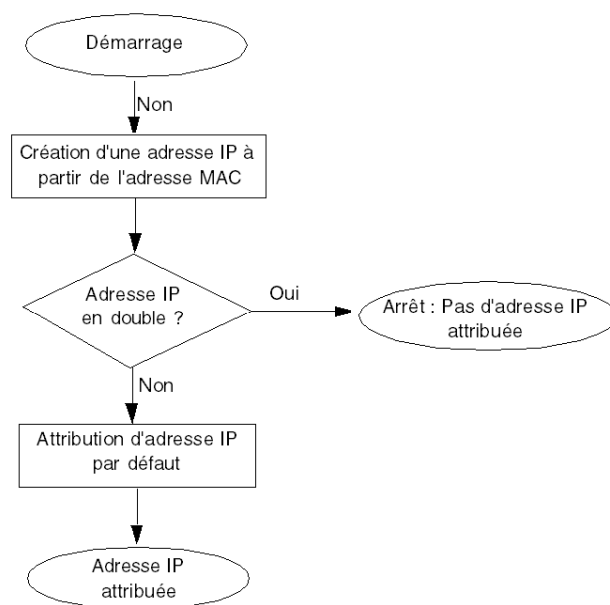 Démarrage
Non
Création d'une adresse IP à
partir de l'adresse MAC
Adresse IP
en double ?
Oui
Arrêt : Pas d'adresse IP
attribuée
Non
Attribution d'adresse IP
par défaut
Adresse IP
attribuée